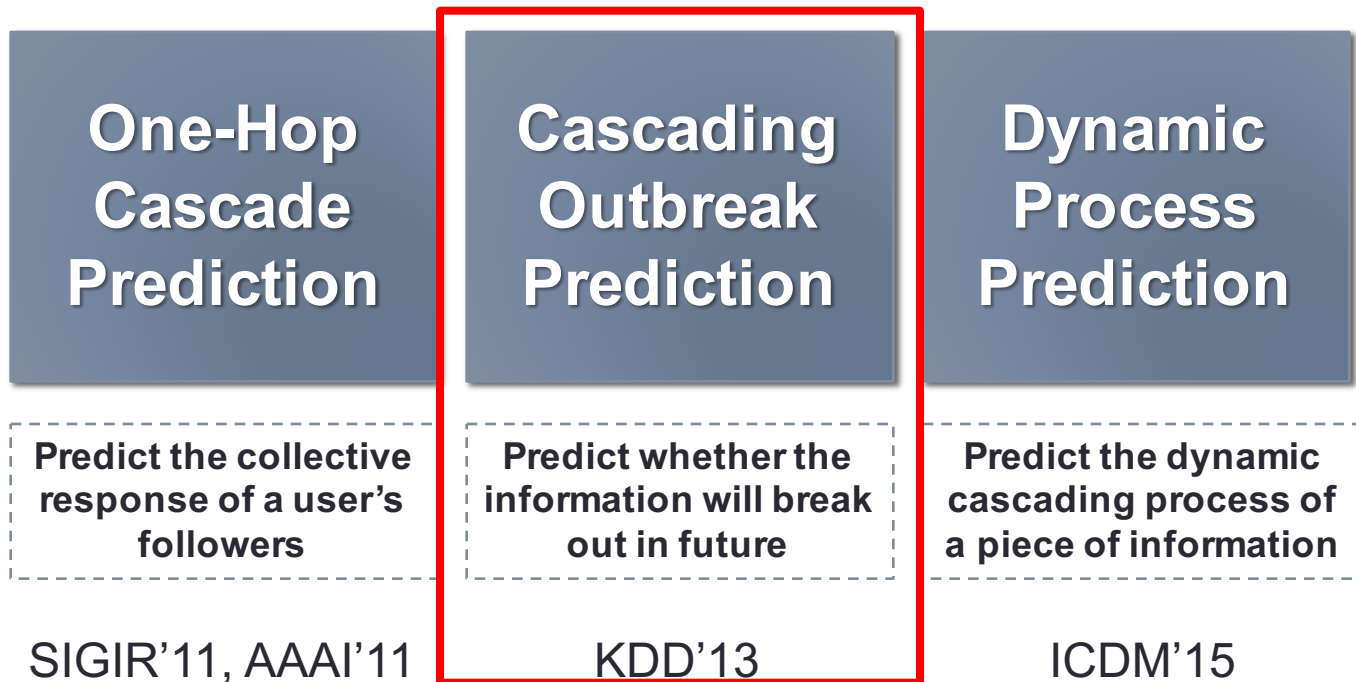 One-Hop
Cascade
Prediction
Cascading
Outbreak
Prediction
Dynamic
Process
Prediction
Predict the collective
response of a user’s
followers
Predict whether the
information will break
out in future
Predict the dynamic
cascading process of
a piece of information
SIGIR’11, AAAI’11
KDD’13
ICDM’15